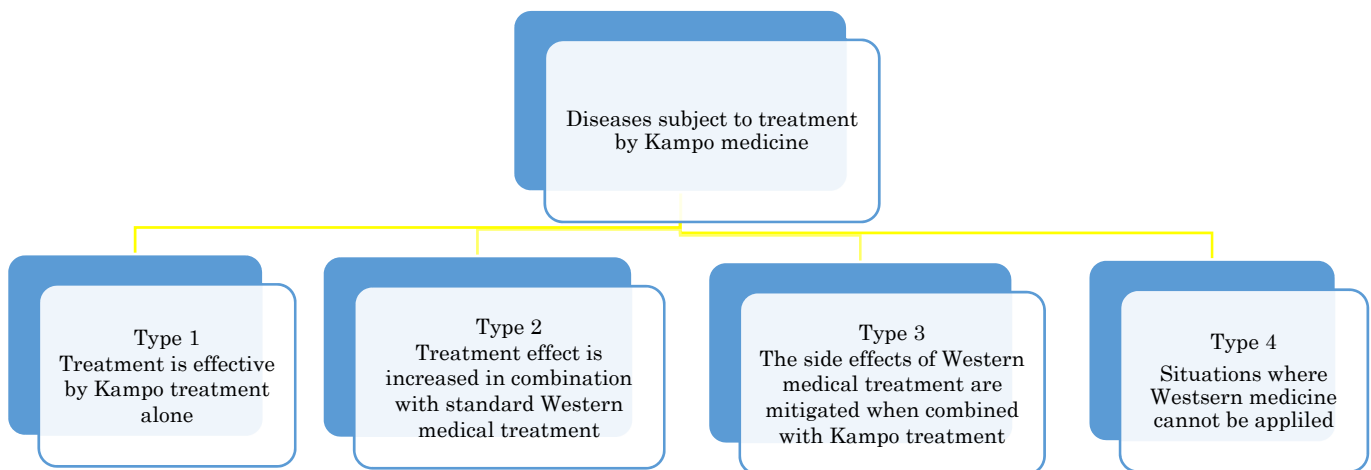 Diseases subject to treatment
by Kampo medicine
Type 1
Treatment is effective
by Kampo treatment
alone
Type 2
Treatment effect is
increased in combination
with standard Western
medical treatment
Type 3
The side effects of Western
medical treatment are
mitigated when combined
with Kampo treatment
Type 4
Situations where
Westsern medicine
cannot be appliled